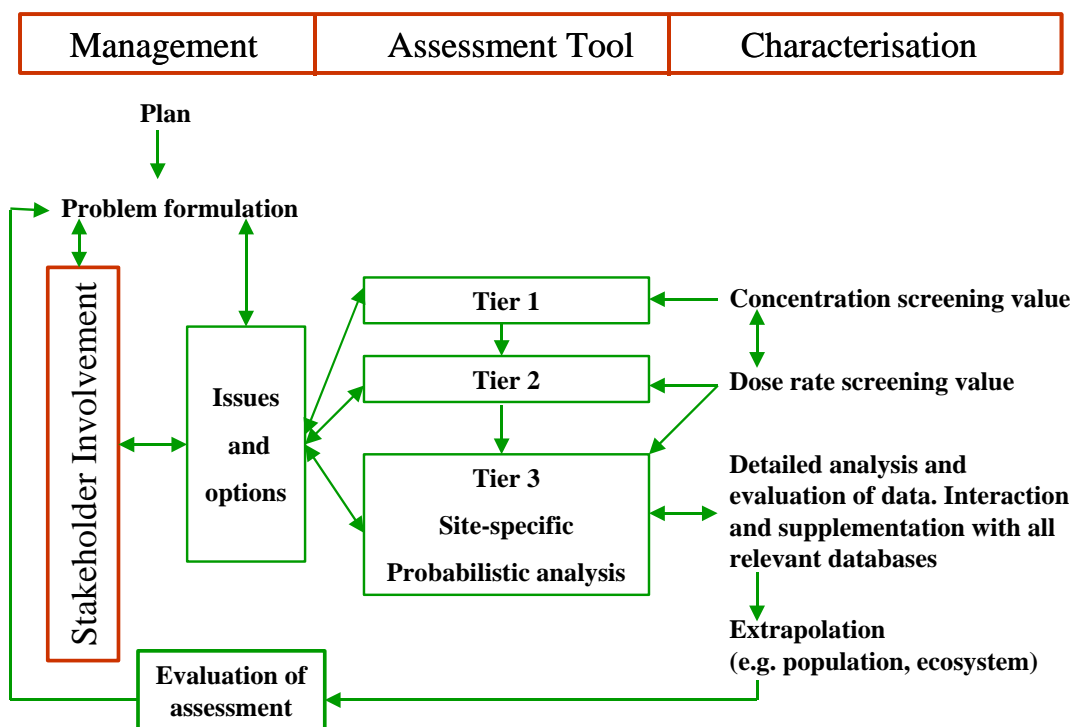 Management
Assessment Tool
Characterisation
Plan
Problem formulation
Stakeholder Involvement
Issues
and
options
Tier 1
Tier 2
Tier 3
Site-specific
Probabilistic analysis
Concentration screening value
Dose rate screening value
Detailed analysis and
evaluation of data. Interaction
and supplementation with all
relevant databases
Extrapolation
(e.g. population, ecosystem)
Evaluation of
assessment